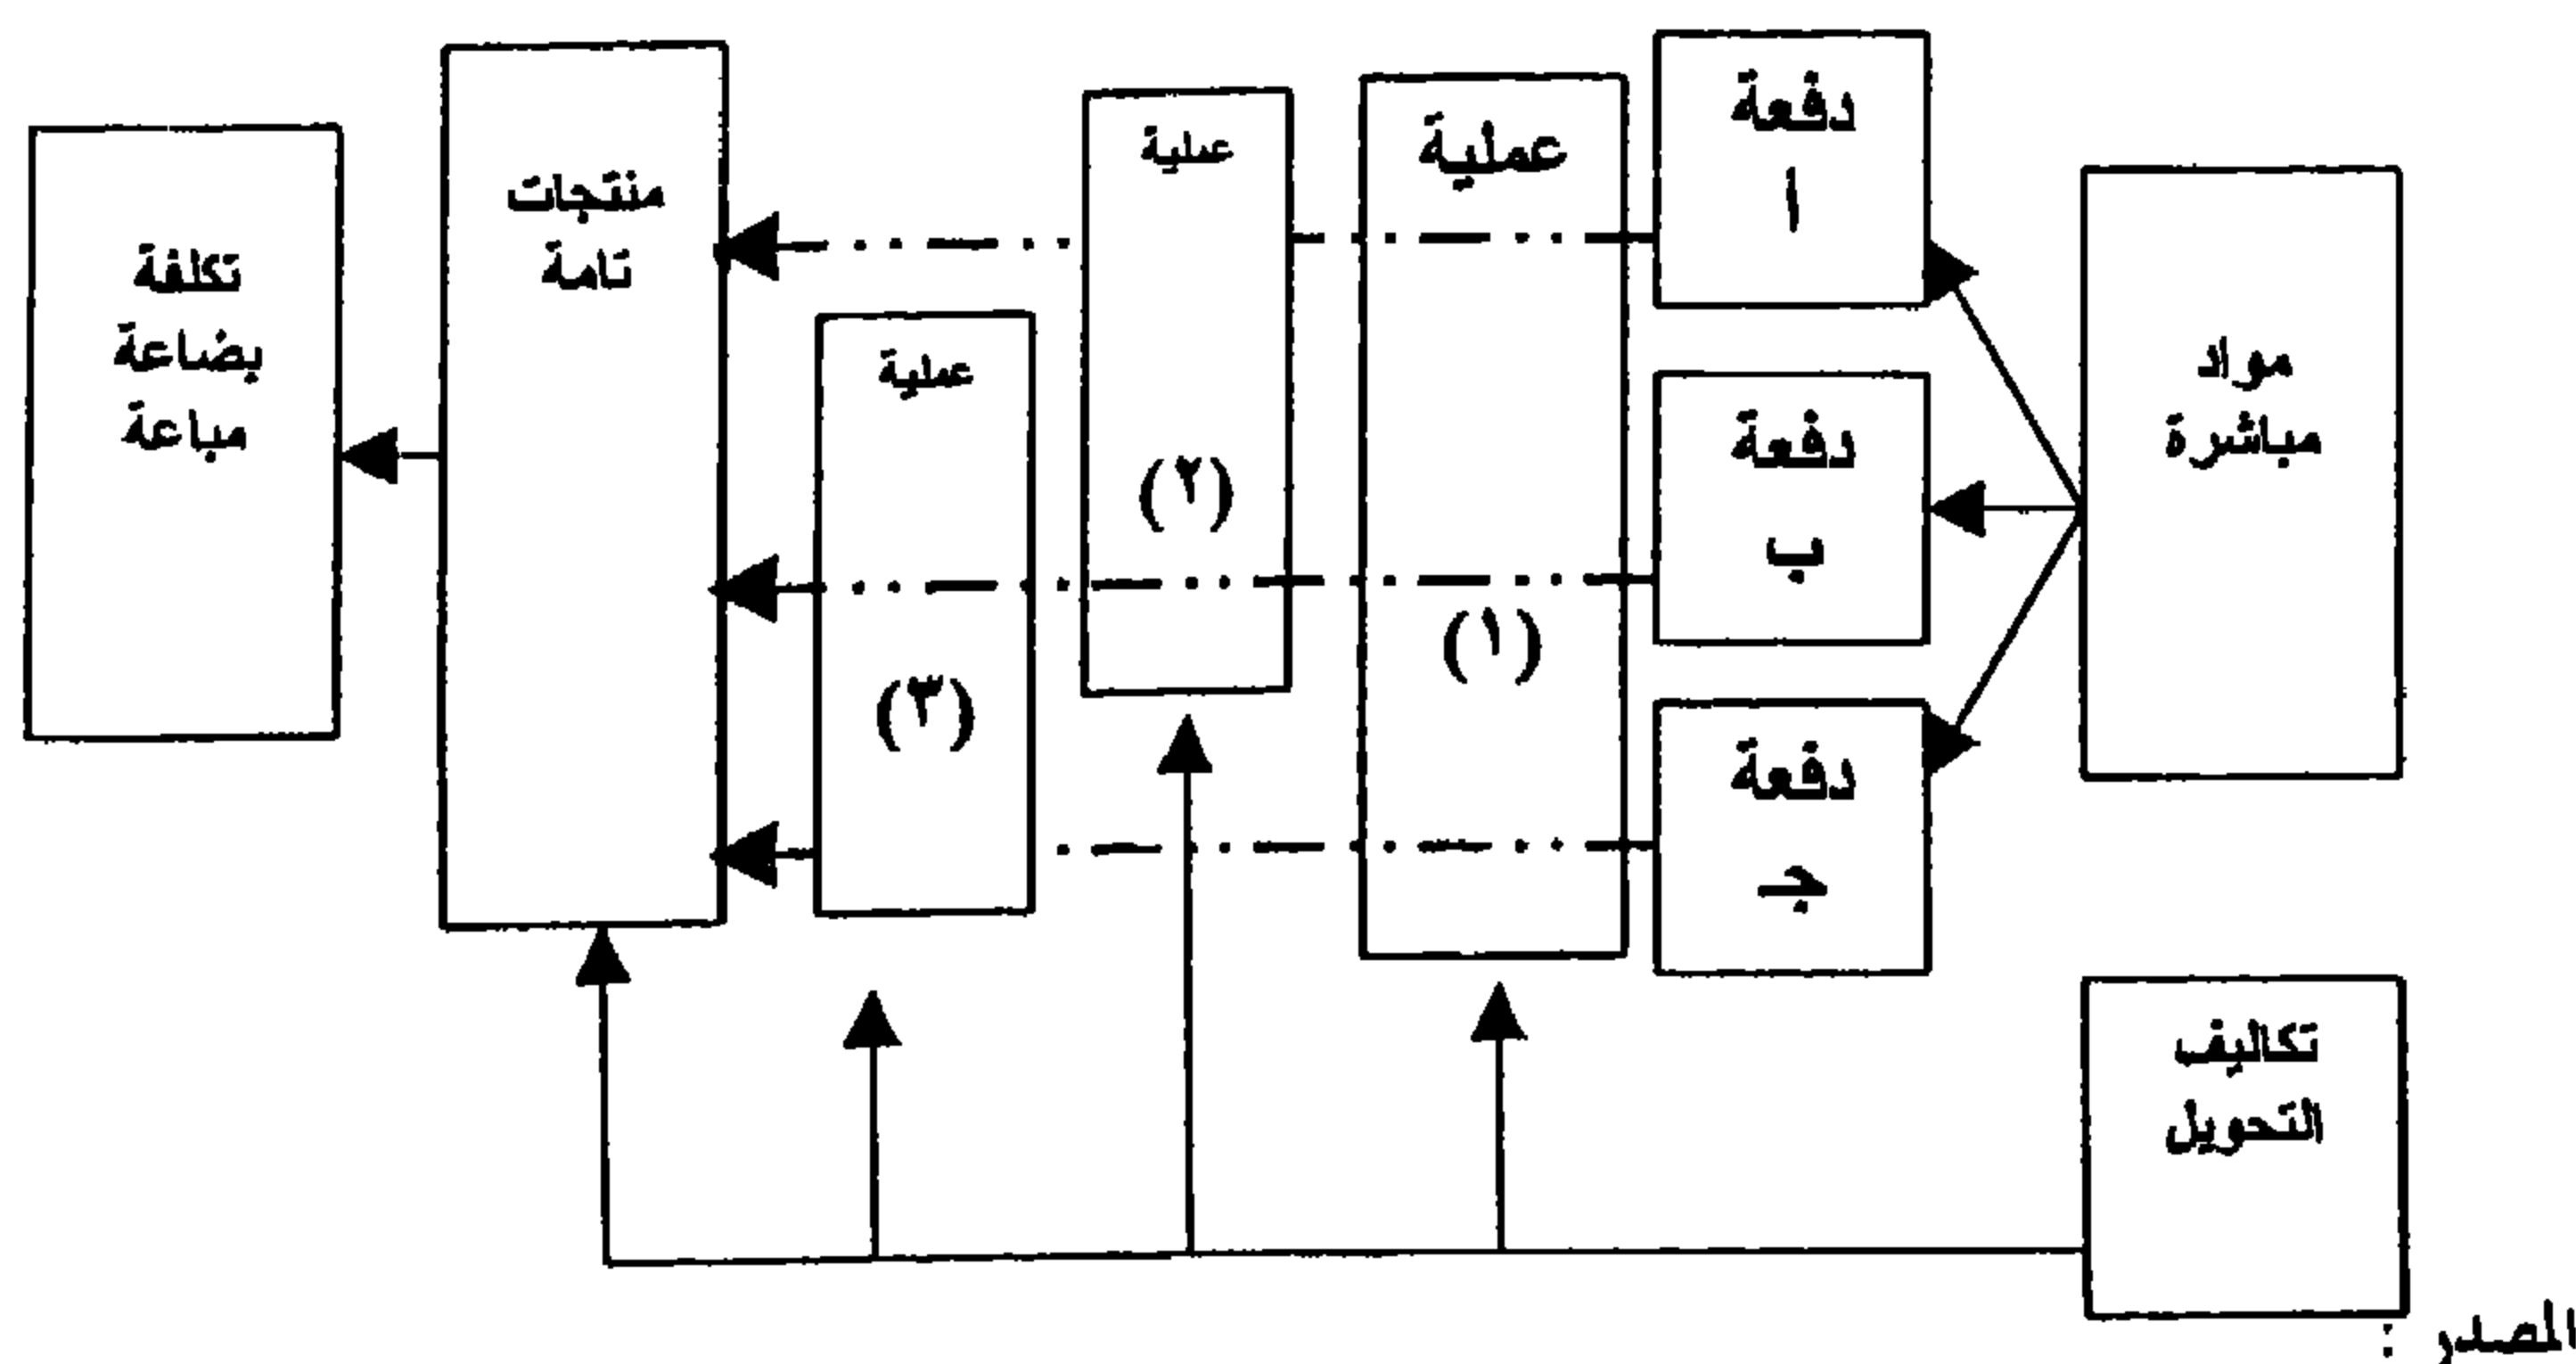 مواد
مباشرة
دفعة
أ
دفعة
ب
دفعة
جـ
عملية
(١)
عملية
(٢)
عملية
(٣)
منتجات
تامة
تكلفة
بضاعة
مباعة
تكاليف
التحويل
المصدر :